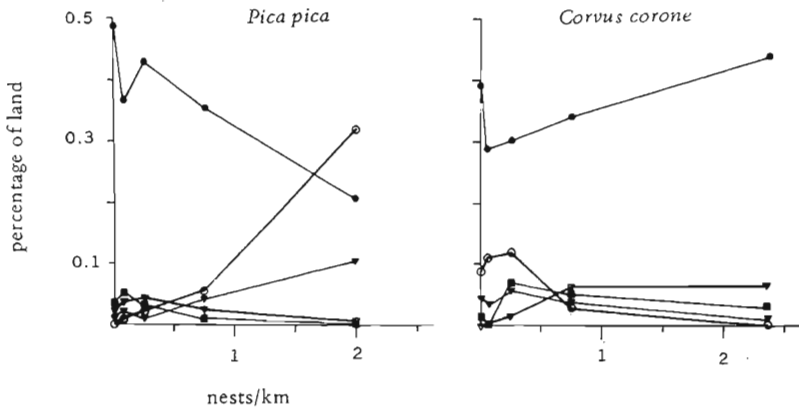 Pica pica
Corvus corone
0.5
0.3
0.1
percentage of land
1
2
1
2
nests/km